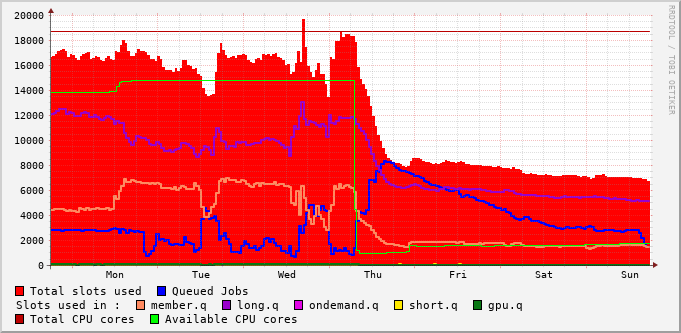 20000
18000
16000
14000
12000
10000
8000
6000
4000
2000
0
Mon Tue Wed Thu Fri Sat Sun
RRDTOOL / TOBI OETIKER
Total slots used Queued Jobs
Slots used in : member.q long.q ondemand.q short.q gpu.q
Total CPU cores Available CPU cores